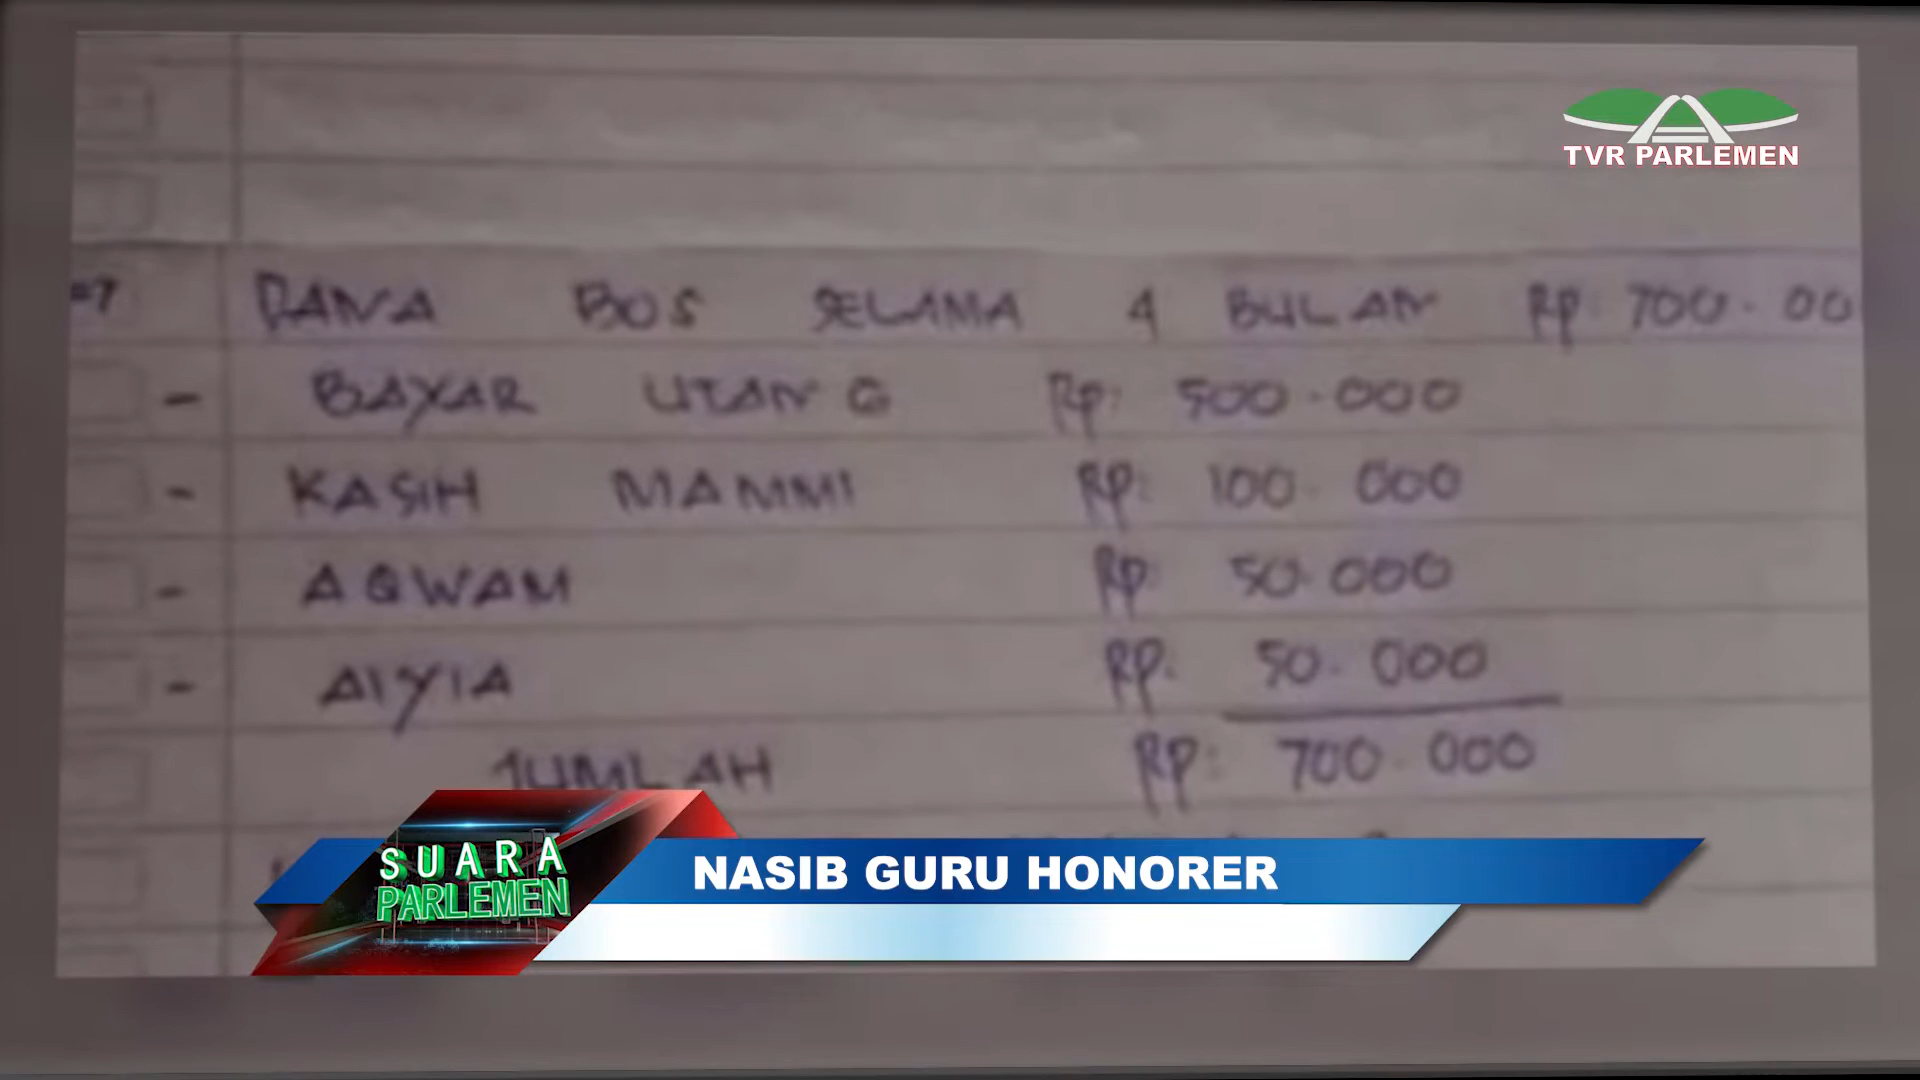 TVR PARLEMEN
DANA BOS SELAMA 4 BULAN Rp: 700.00
- BAYAR UTANG Rp: 500.000
- KASIH MAMMI Rp: 100.000
- AQWAM Rp: 50.000
- AIYIA Rp. 50.000
JUMLAH Rp: 700.000
SUARA
PARLEMEN
NASIB GURU HONORER